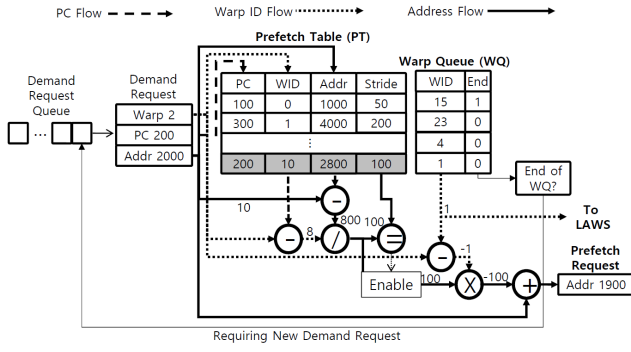 PC Flow
Warp ID Flow
Address Flow
Prefetch Table (PT)
Warp Queue (WQ)
Demand
Request
Queue
...
Demand
Request
Warp 2
PC 200
Addr 2000
PC WID Addr Stride
100 0 1000 50
300 1 4000 200
⋮
200 10 2800 100
WID End
15 1
23 0
4 0
1 0
End of
WQ?
10
-
800
100
1
To
LAWS
- 8 / =
-
-1
Prefetch
Request
Enable
100
X
-100
+
Addr 1900
Requiring New Demand Request